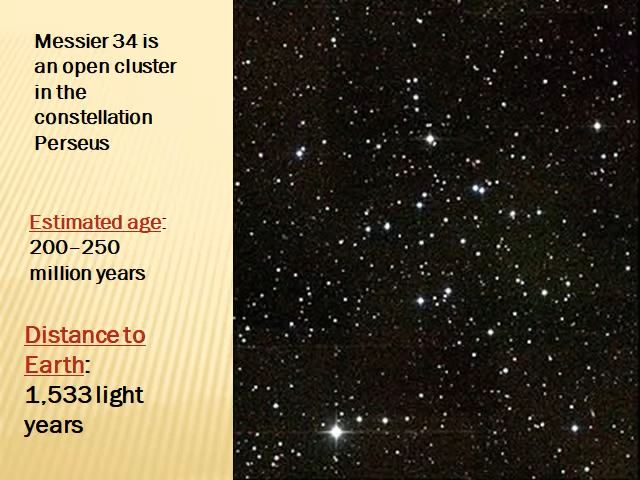 Messier 34 is
an open cluster
in the
constellation
Perseus
Estimated age:
200–250
million years
Distance to
Earth:
1,533 light
years